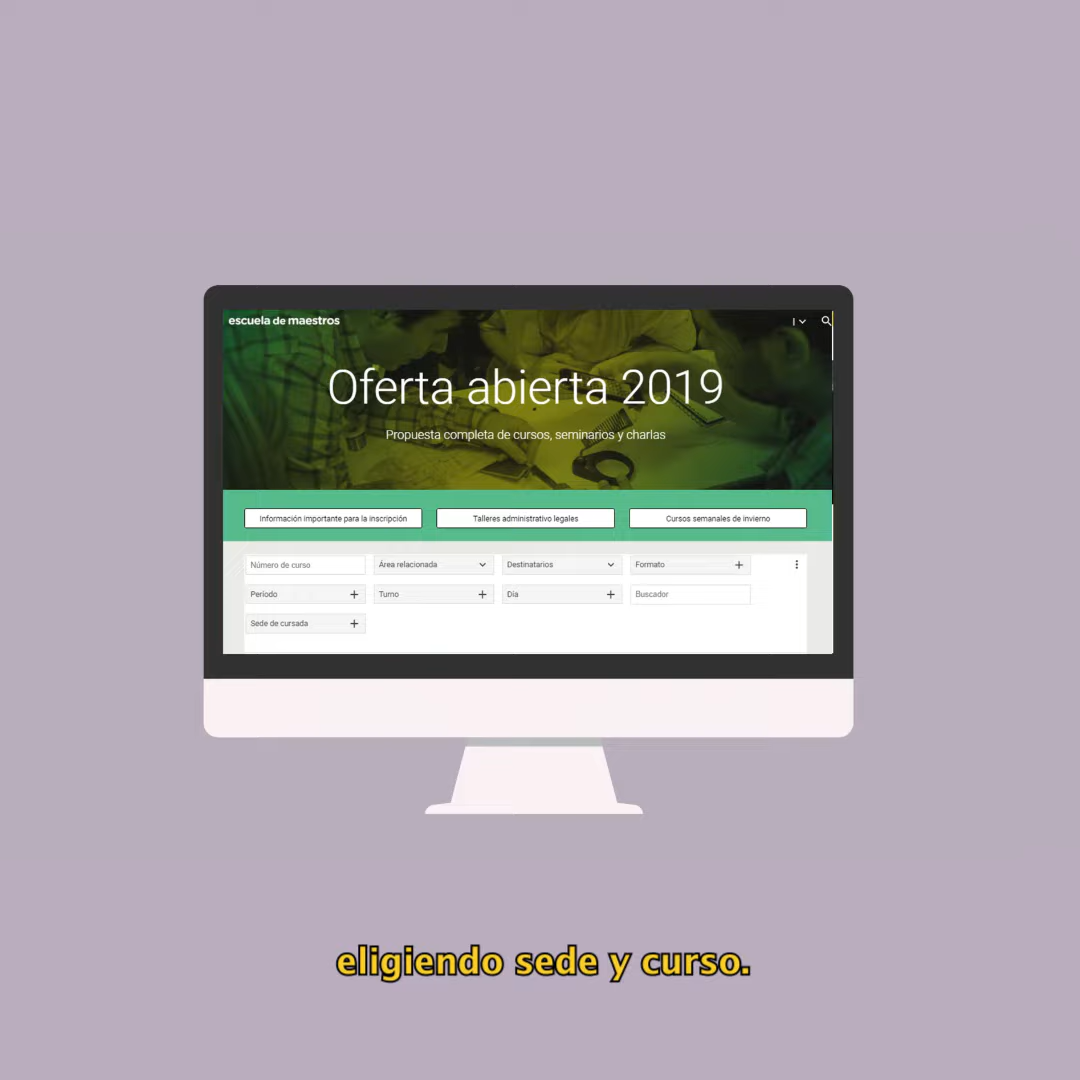 escuela de maestros
Oferta abierta 2019
Propuesta completa de cursos, seminarios y charlas
Información importante para la inscripción
Talleres administrativo legales
Cursos semanales de invierno
Número de curso
Área relacionada
Destinatarios
Formato
Período
Turno
Día
Buscador
Sede de cursada
eligiendo sede y curso.